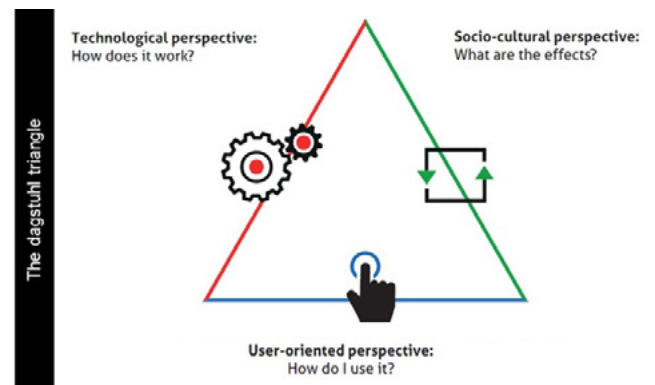 The dagstuhl triangle
Technological perspective:
How does it work?
Socio-cultural perspective:
What are the effects?
User-oriented perspective:
How do I use it?